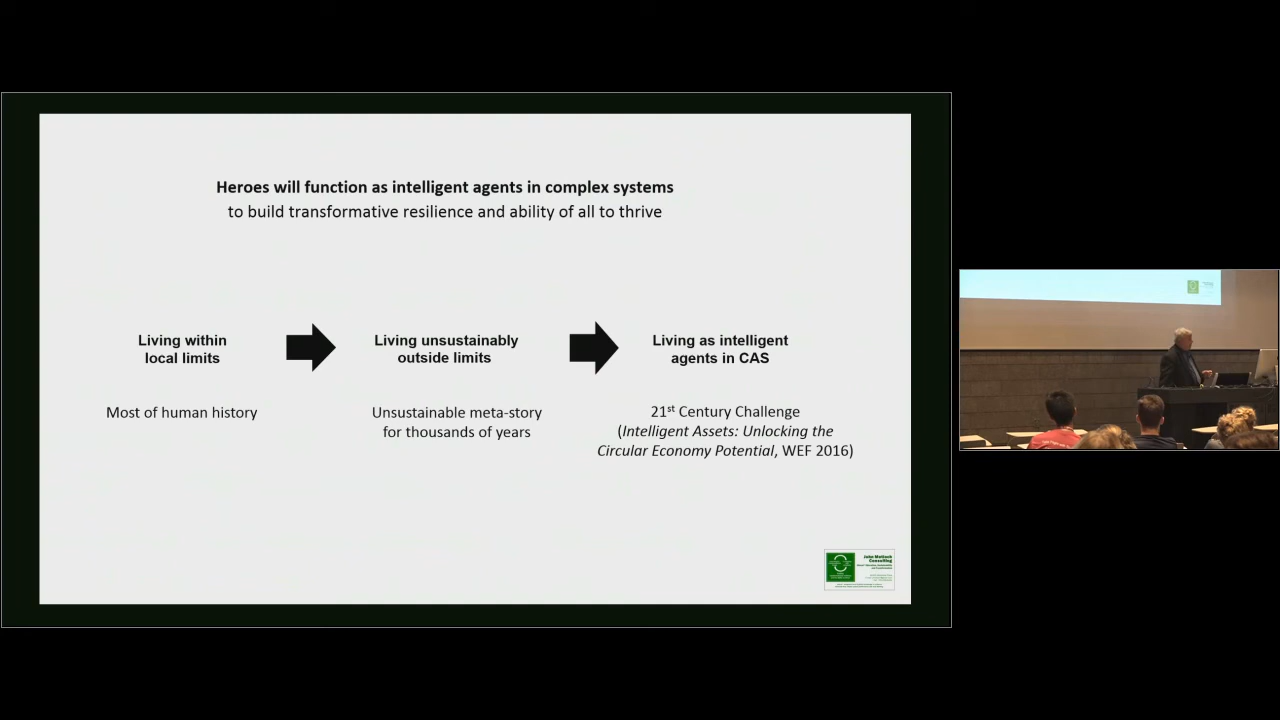 Heroes will function as intelligent agents in complex systems
to build transformative resilience and ability of all to thrive
Living within
local limits
Living unsustainably
outside limits
Living as intelligent
agents in CAS
Most of human history
Unsustainable meta-story
for thousands of years
21st Century Challenge
(Intelligent Assets: Unlocking the
Circular Economy Potential, WEF 2016)
Consulting